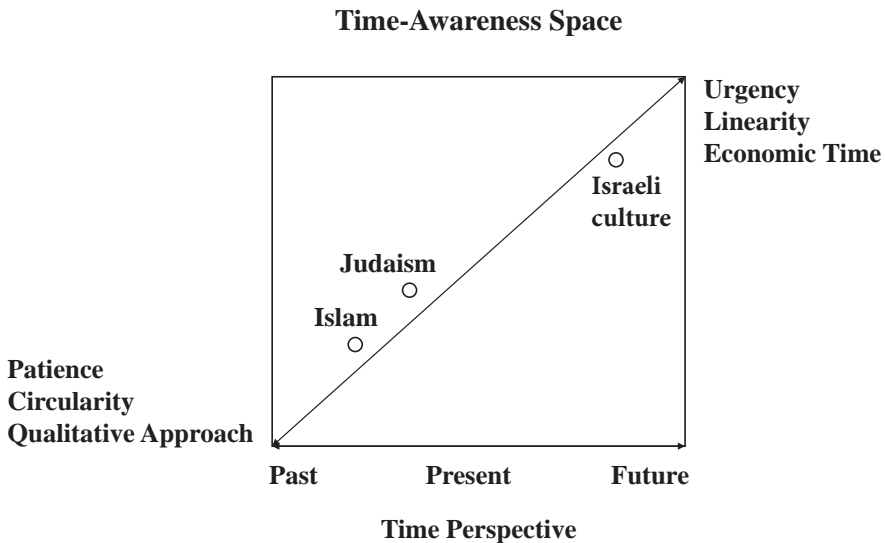 Time-Awareness Space
Urgency
Linearity
Economic Time
Israeli
culture
Judaism
Islam
Patience
Circularity
Qualitative Approach
Past Present Future
Time Perspective